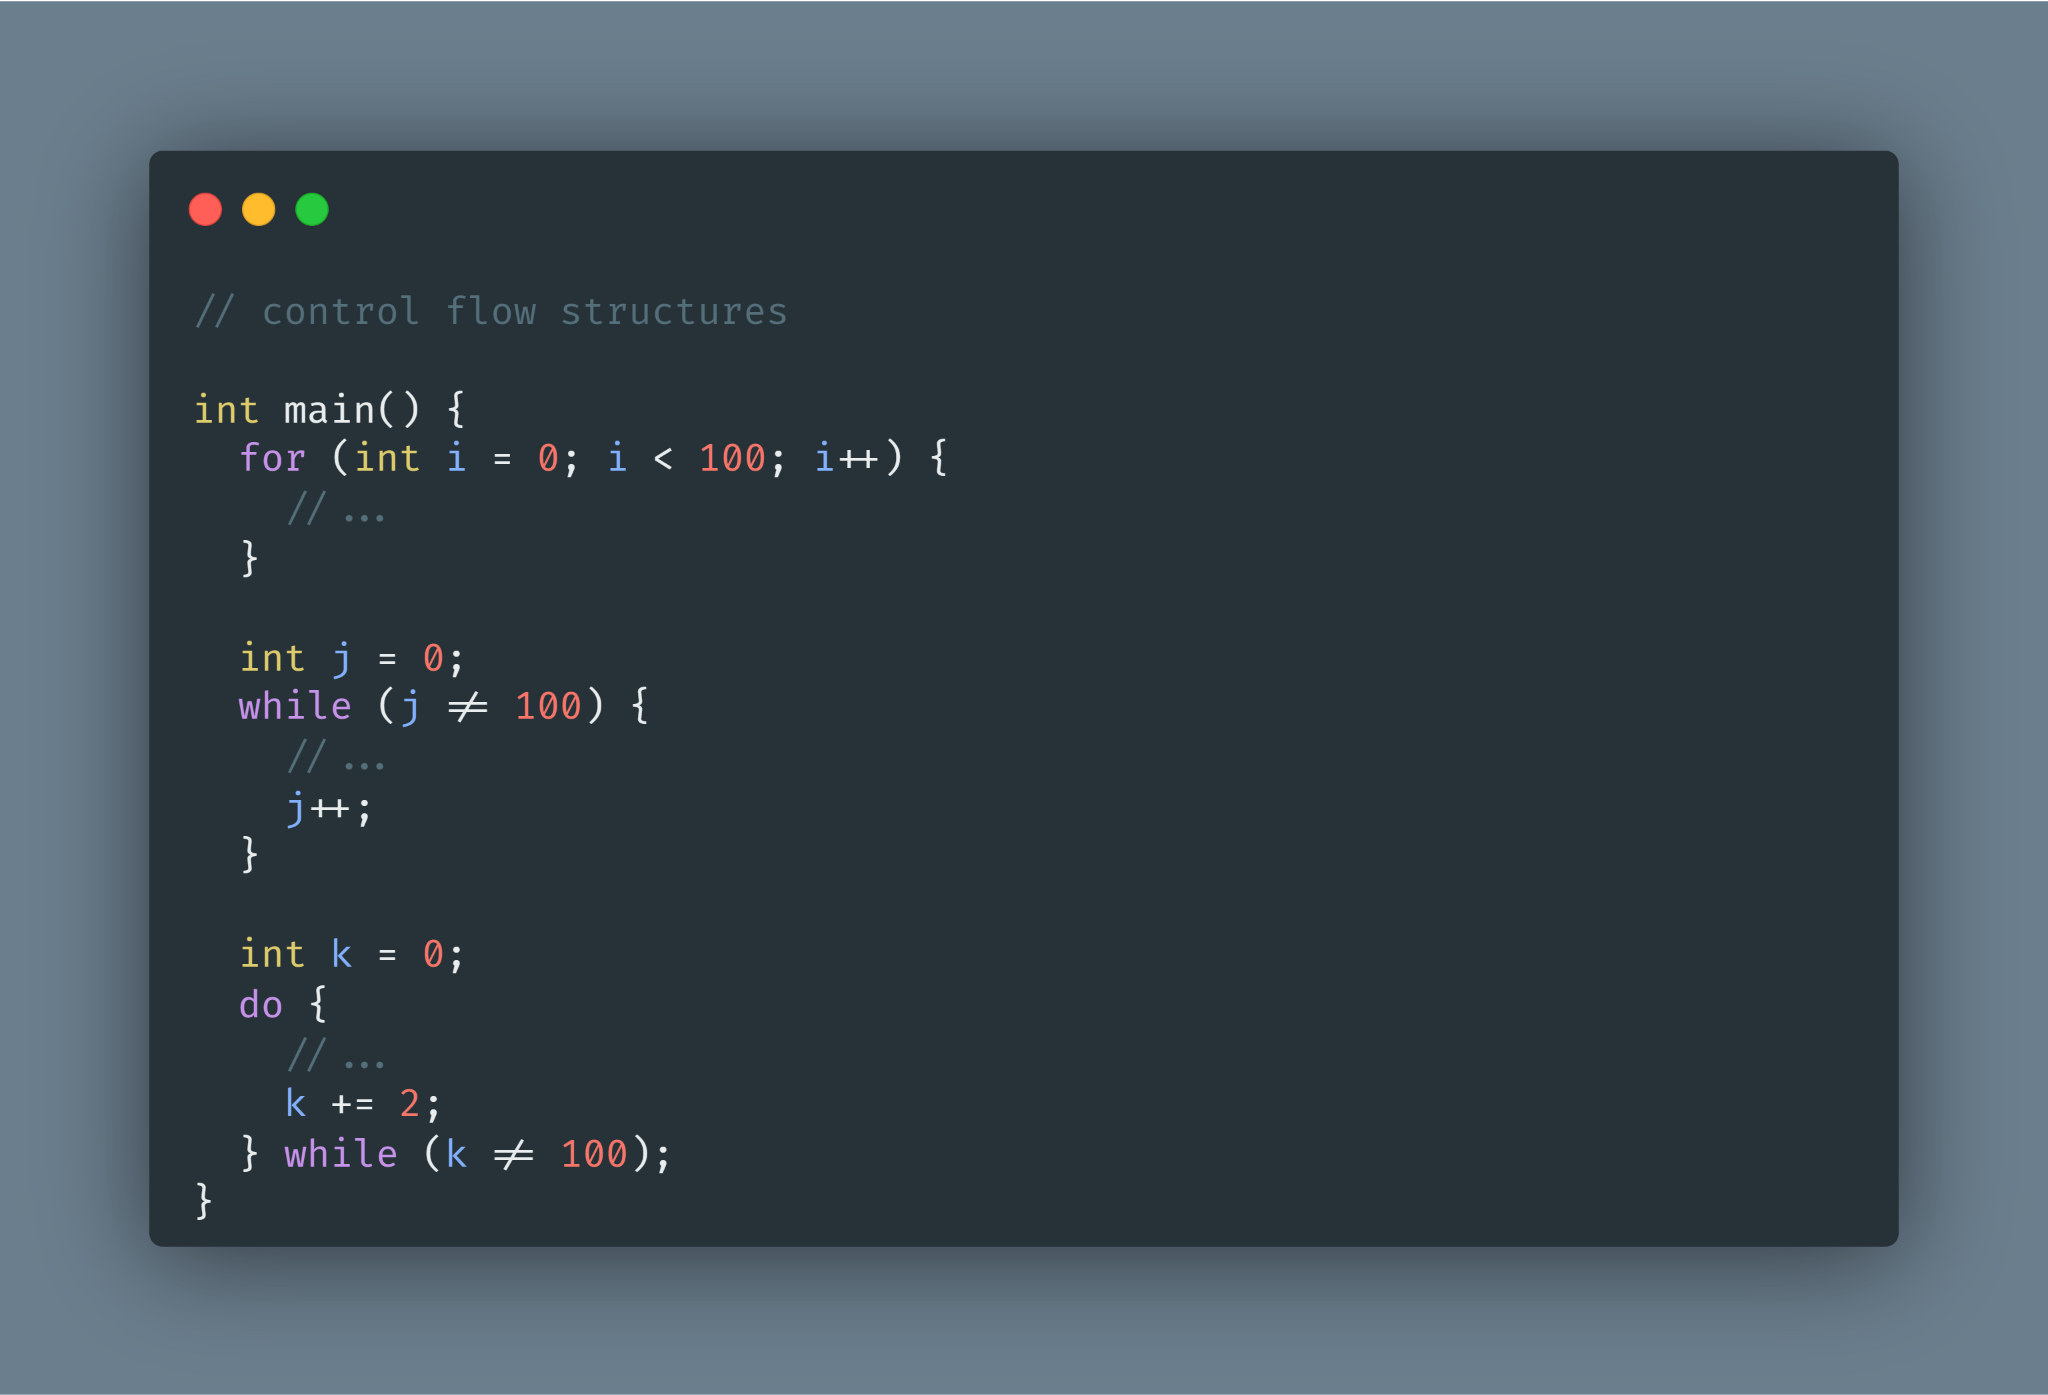 // control flow structures
int main() {
for (int i = 0; i < 100; i++) {
// ...
}
int j = 0;
while (j != 100) {
// ...
j++;
}
int k = 0;
do {
// ...
k += 2;
} while (k != 100);
}